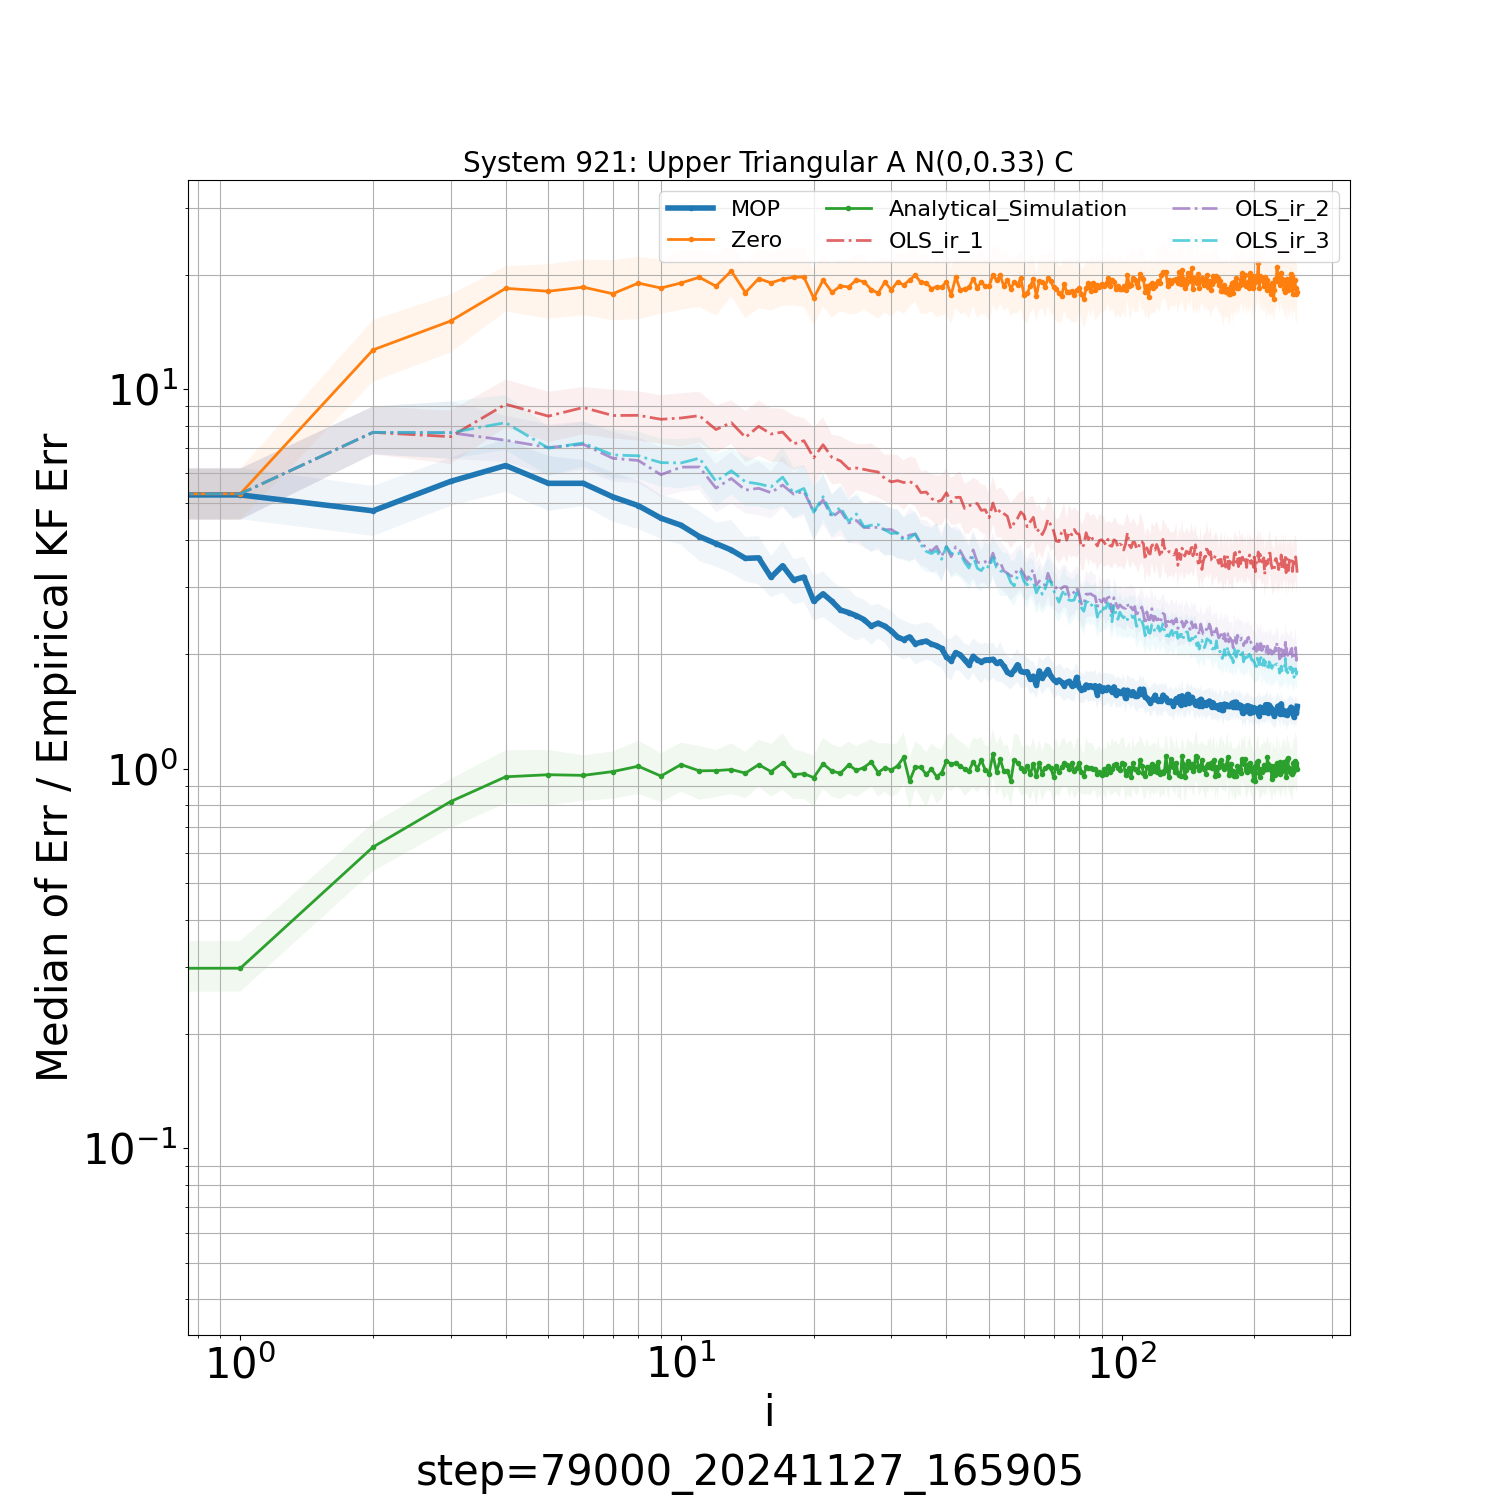 System 921: Upper Triangular A N(0,0.33) C
MOP
Zero
Analytical_Simulation
OLS_ir_1
OLS_ir_2
OLS_ir_3
Median of Err / Empirical KF Err
10¹
10⁰
10⁻¹
10⁰ 10¹ 10²
i
step=79000_20241127_165905